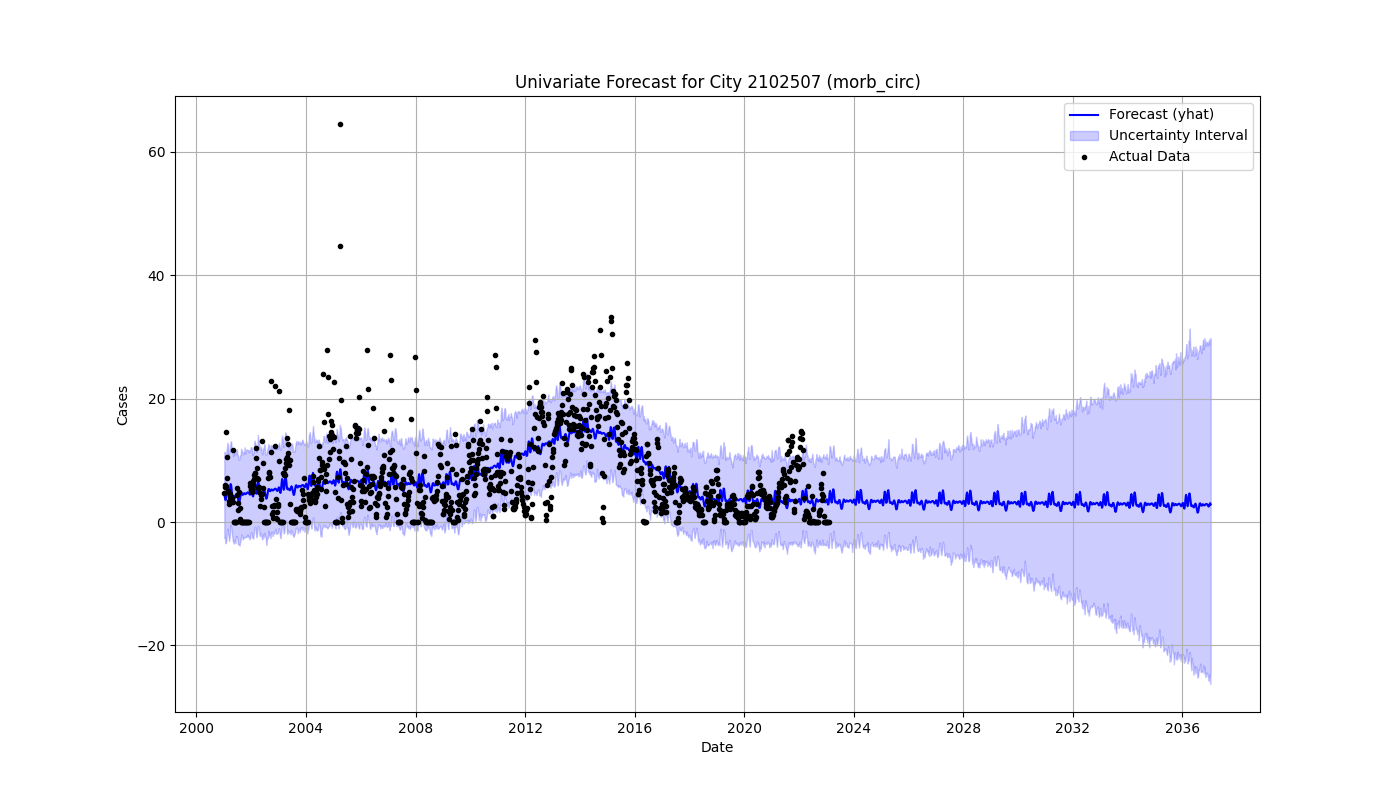 Univariate Forecast for City 2102507 (morb_circ)
Forecast (yhat)
Uncertainty Interval
Actual Data
Cases
60
40
20
0
−20
2000 2004 2008 2012 2016 2020 2024 2028 2032 2036
Date